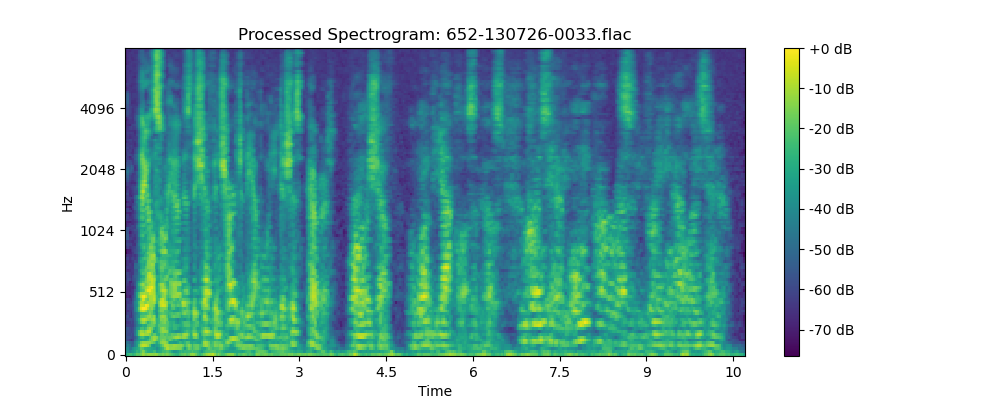 Processed Spectrogram: 652-130726-0033.flac
Hz
4096
2048
1024
512
0
0 1.5 3 4.5 6 7.5 9 10
Time
+0 dB
-10 dB
-20 dB
-30 dB
-40 dB
-50 dB
-60 dB
-70 dB